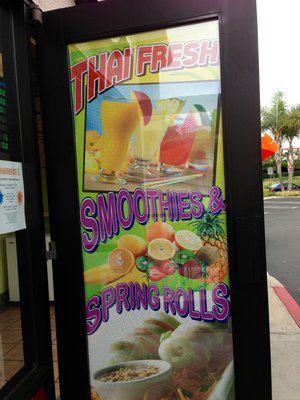 THAI FRESH
SMOOTHIES &
SPRING ROLLS